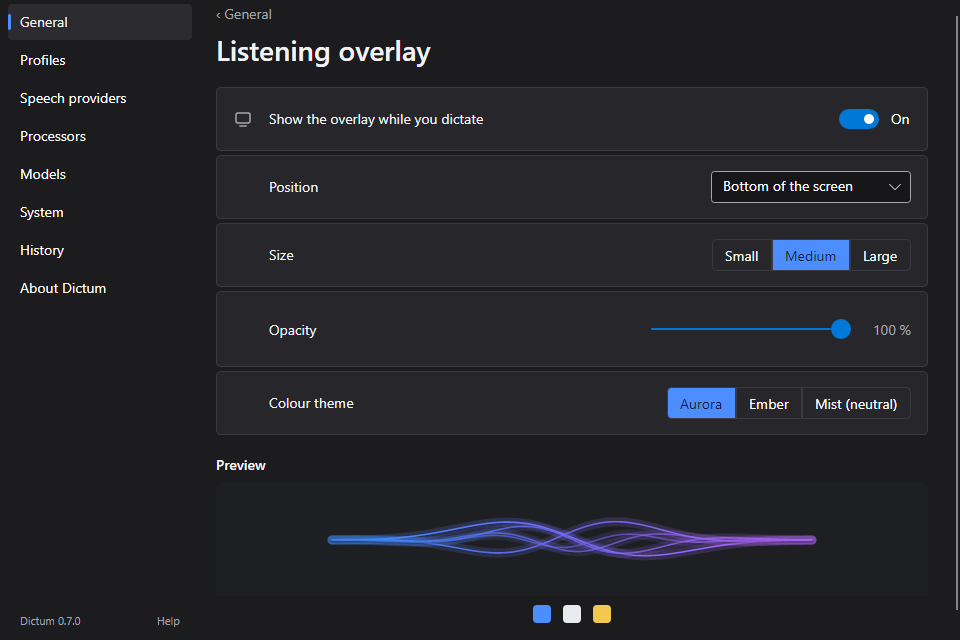 General
Profiles
Speech providers
Processors
Models
System
History
About Dictum
Dictum 0.7.0
Help
‹ General
Listening overlay
Show the overlay while you dictate
On
Position
Bottom of the screen
Size
Small
Medium
Large
Opacity
100 %
Colour theme
Aurora
Ember
Mist (neutral)
Preview